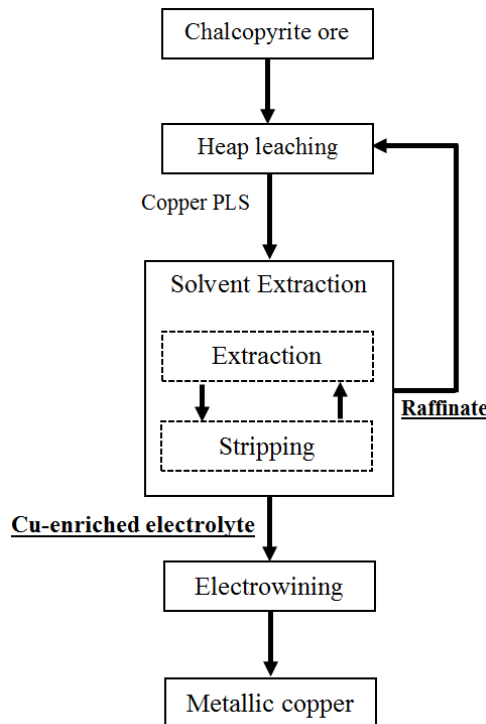 Chalcopyrite ore
Heap leaching
Copper PLS
Solvent Extraction
Extraction
Raffinate
Stripping
Cu-enriched electrolyte
Electrowining
Metallic copper